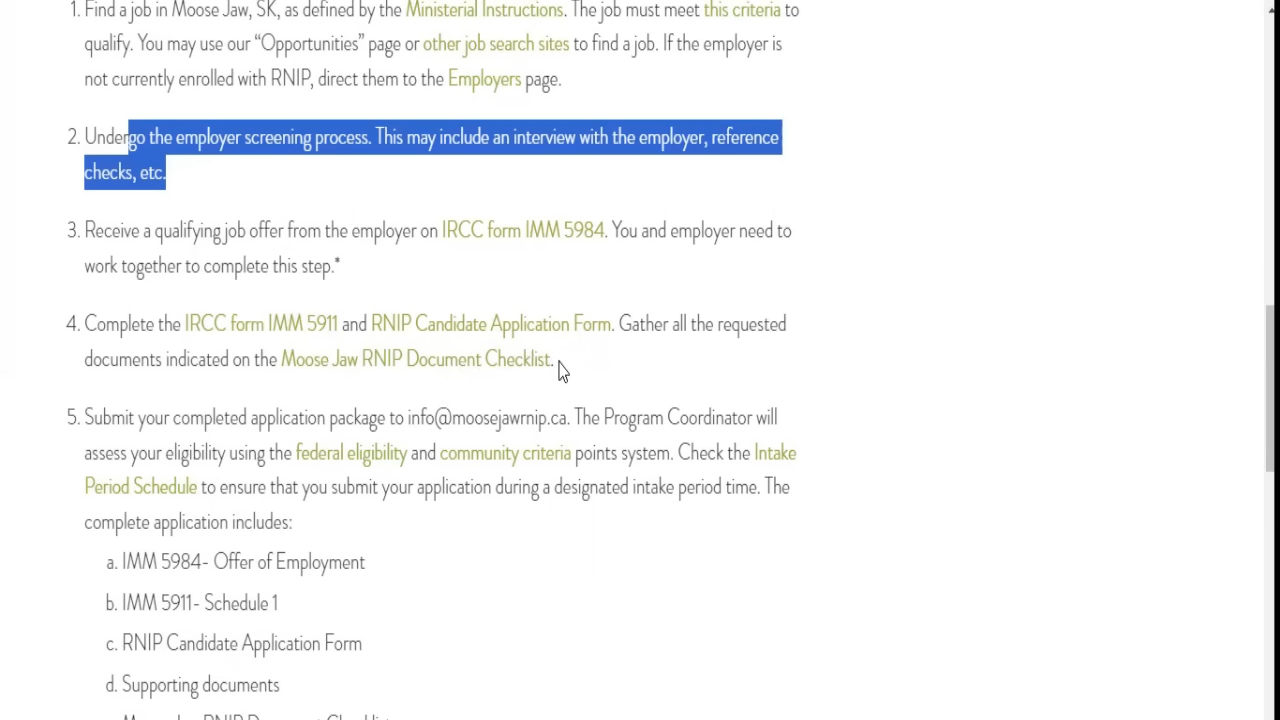 1. Find a job in Moose Jaw, SK, as defined by the Ministerial Instructions. The job must meet this criteria to
qualify. You may use our “Opportunities” page or other job search sites to find a job. If the employer is
not currently enrolled with RNIP, direct them to the Employers page.
2. Undergo the employer screening process. This may include an interview with the employer, reference
checks, etc.
3. Receive a qualifying job offer from the employer on IRCC form IMM 5984. You and employer need to
work together to complete this step.*
4. Complete the IRCC form IMM 5911 and RNIP Candidate Application Form. Gather all the requested
documents indicated on the Moose Jaw RNIP Document Checklist.
5. Submit your completed application package to info@moosejawrnip.ca. The Program Coordinator will
assess your eligibility using the federal eligibility and community criteria points system. Check the Intake
Period Schedule to ensure that you submit your application during a designated intake period time. The
complete application includes:
a. IMM 5984- Offer of Employment
b. IMM 5911- Schedule 1
c. RNIP Candidate Application Form
d. Supporting documents
Moose Jaw RNIP Document Checklist